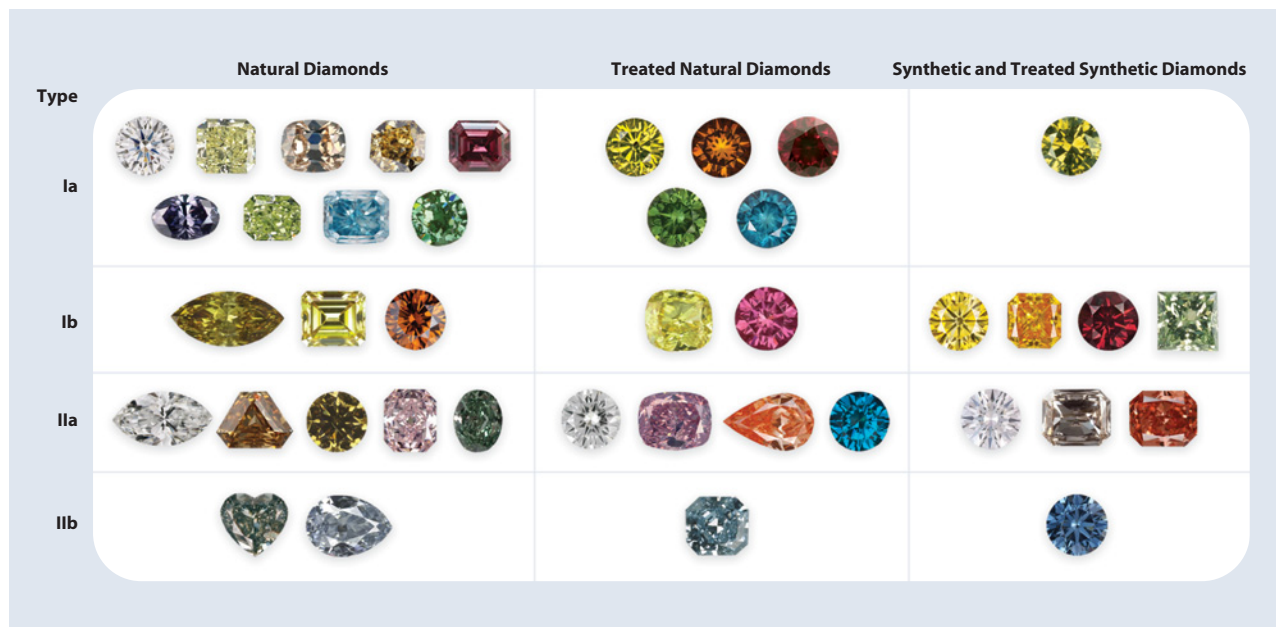 Natural Diamonds
Treated Natural Diamonds
Synthetic and Treated Synthetic Diamonds
Type
Ia
Ib
IIa
IIb